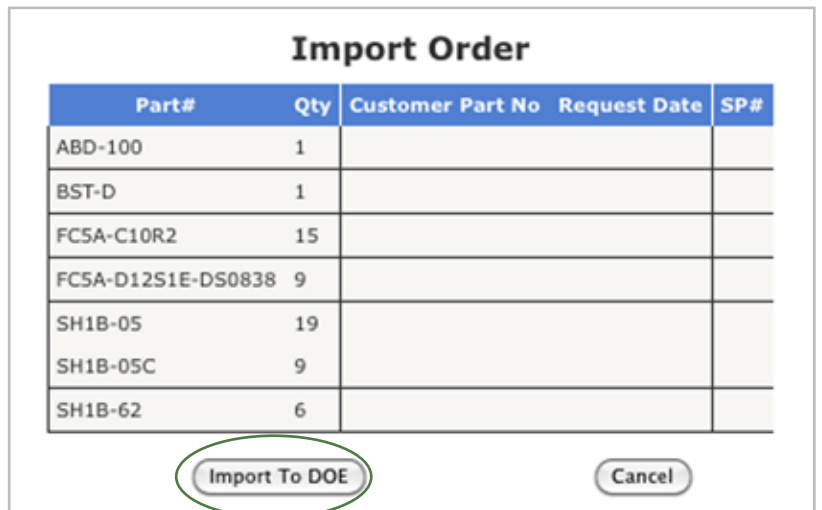 Import Order
Part# Qty Customer Part No Request Date SP#
ABD-100 1
BST-D 1
FC5A-C10R2 15
FC5A-D12S1E-DS0838 9
SH1B-05 19
SH1B-05C 9
SH1B-62 6
Import To DOE Cancel